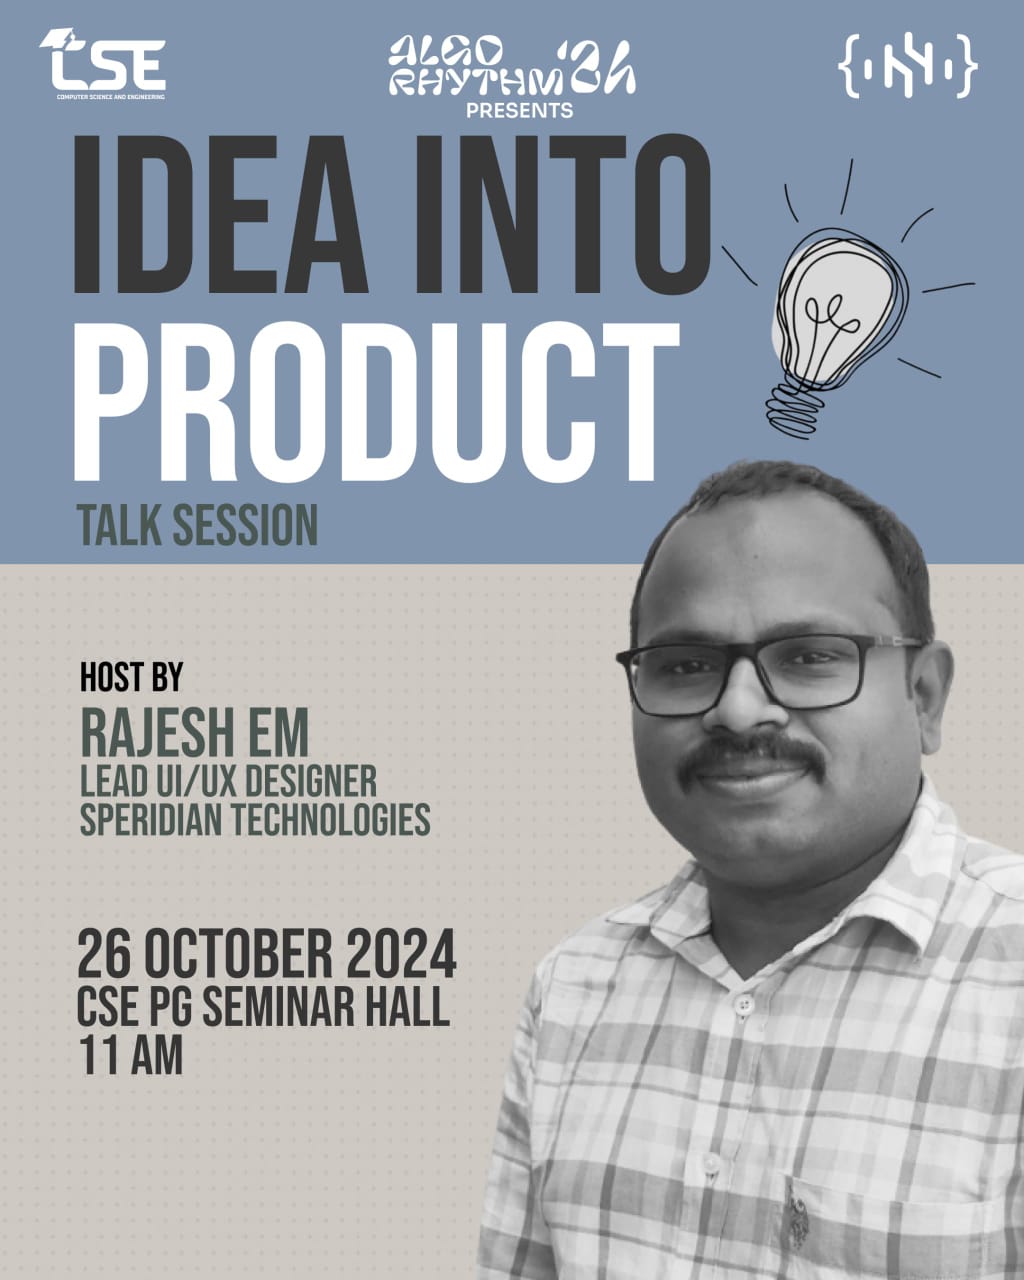 CSE
COMPUTER SCIENCE AND ENGINEERING
ALGO
RHYTHM '24
PRESENTS
IDEA INTO
PRODUCT
TALK SESSION
HOST BY
RAJESH EM
LEAD UI/UX DESIGNER
SPERIDIAN TECHNOLOGIES
26 OCTOBER 2024
CSE PG SEMINAR HALL
11 AM